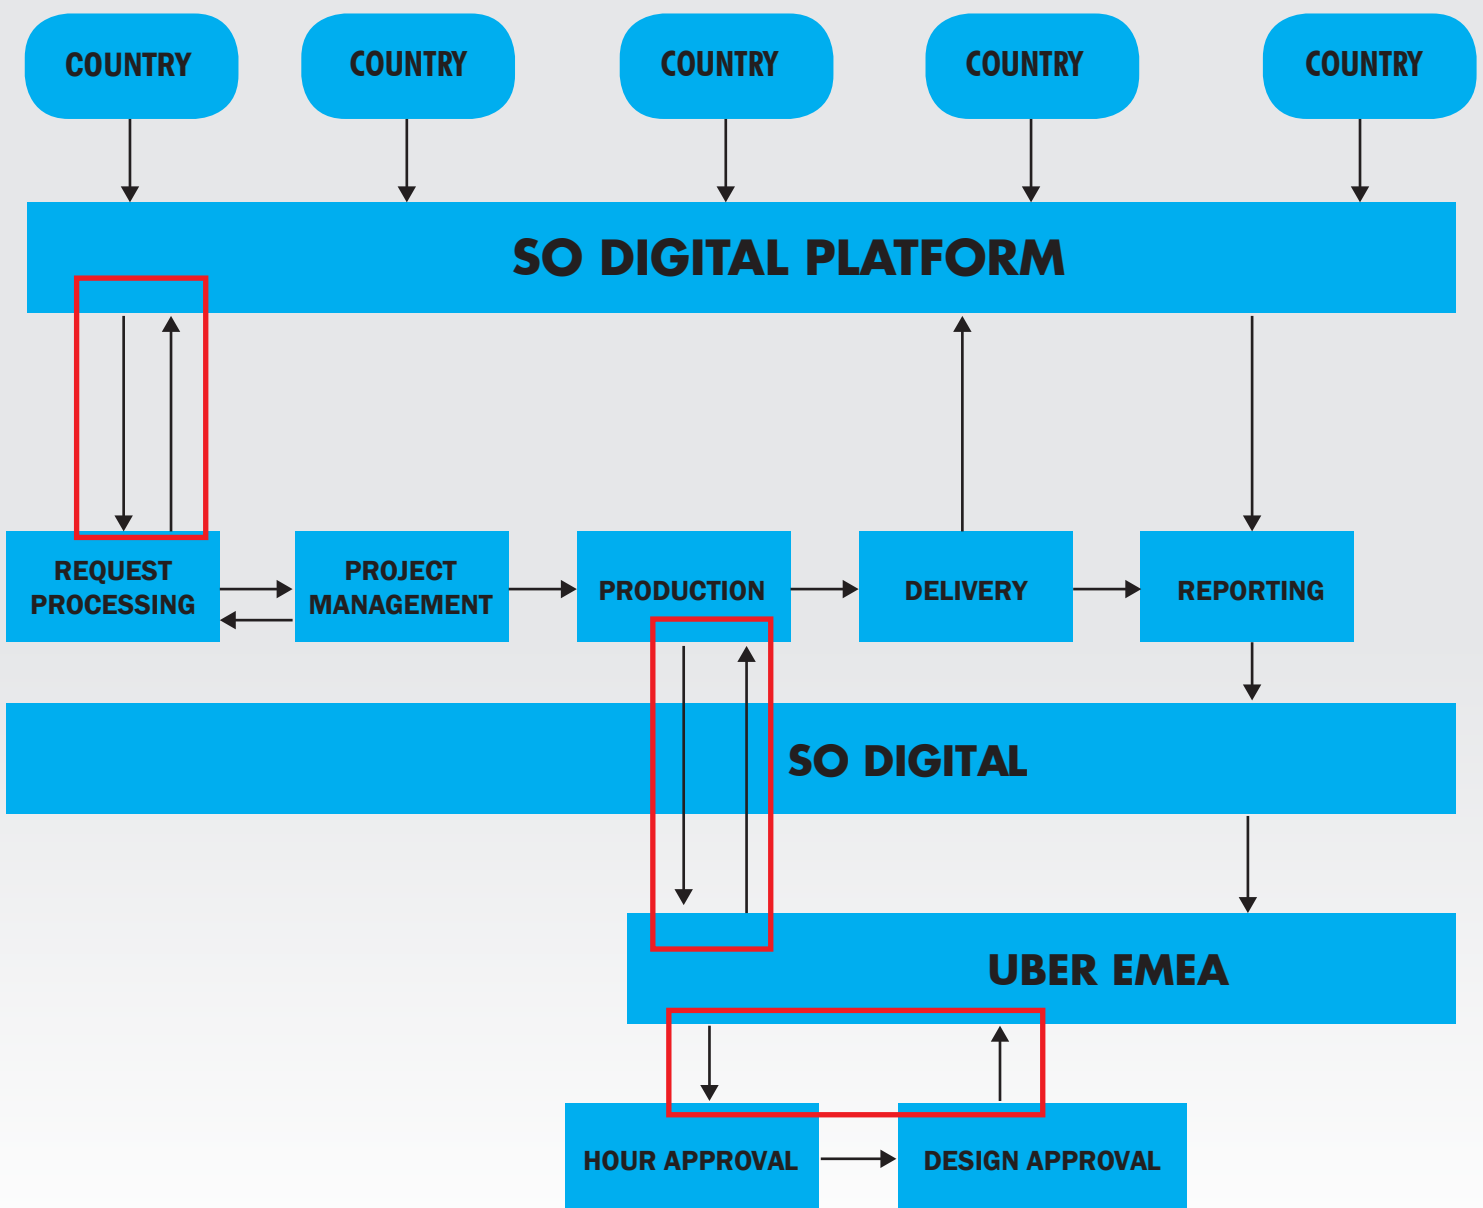 COUNTRY
COUNTRY
COUNTRY
COUNTRY
COUNTRY
SO DIGITAL PLATFORM
REQUEST
PROCESSING
PROJECT
MANAGEMENT
PRODUCTION
DELIVERY
REPORTING
SO DIGITAL
UBER EMEA
HOUR APPROVAL
DESIGN APPROVAL